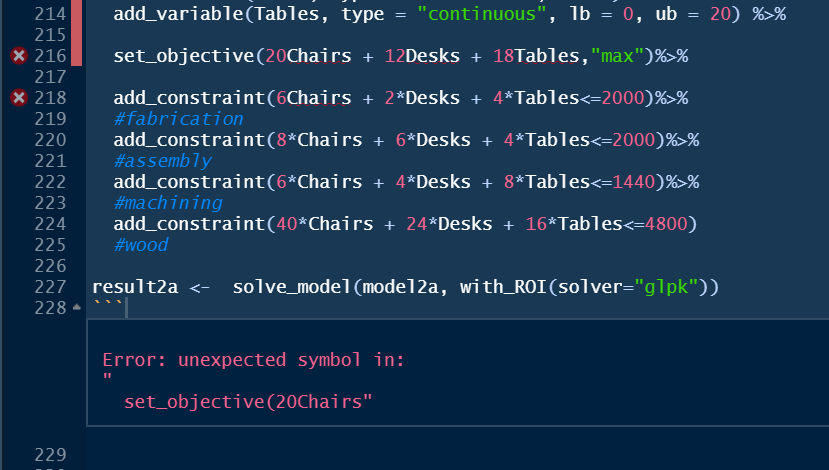 214 add_variable(Tables, type = "continuous", lb = 0, ub = 20) %>%
215
216 set_objective(20Chairs + 12Desks + 18Tables,"max")%>%
217
218 add_constraint(6Chairs + 2*Desks + 4*Tables<=2000)%>%
219 #fabrication
220 add_constraint(8*Chairs + 6*Desks + 4*Tables<=2000)%>%
221 #assembly
222 add_constraint(6*Chairs + 4*Desks + 8*Tables<=1440)%>%
223 #machining
224 add_constraint(40*Chairs + 24*Desks + 16*Tables<=4800)
225 #wood
226
227 result2a <-  solve_model(model2a, with_ROI(solver="glpk"))
228 ```
Error: unexpected symbol in:
"
set_objective(20Chairs"
229